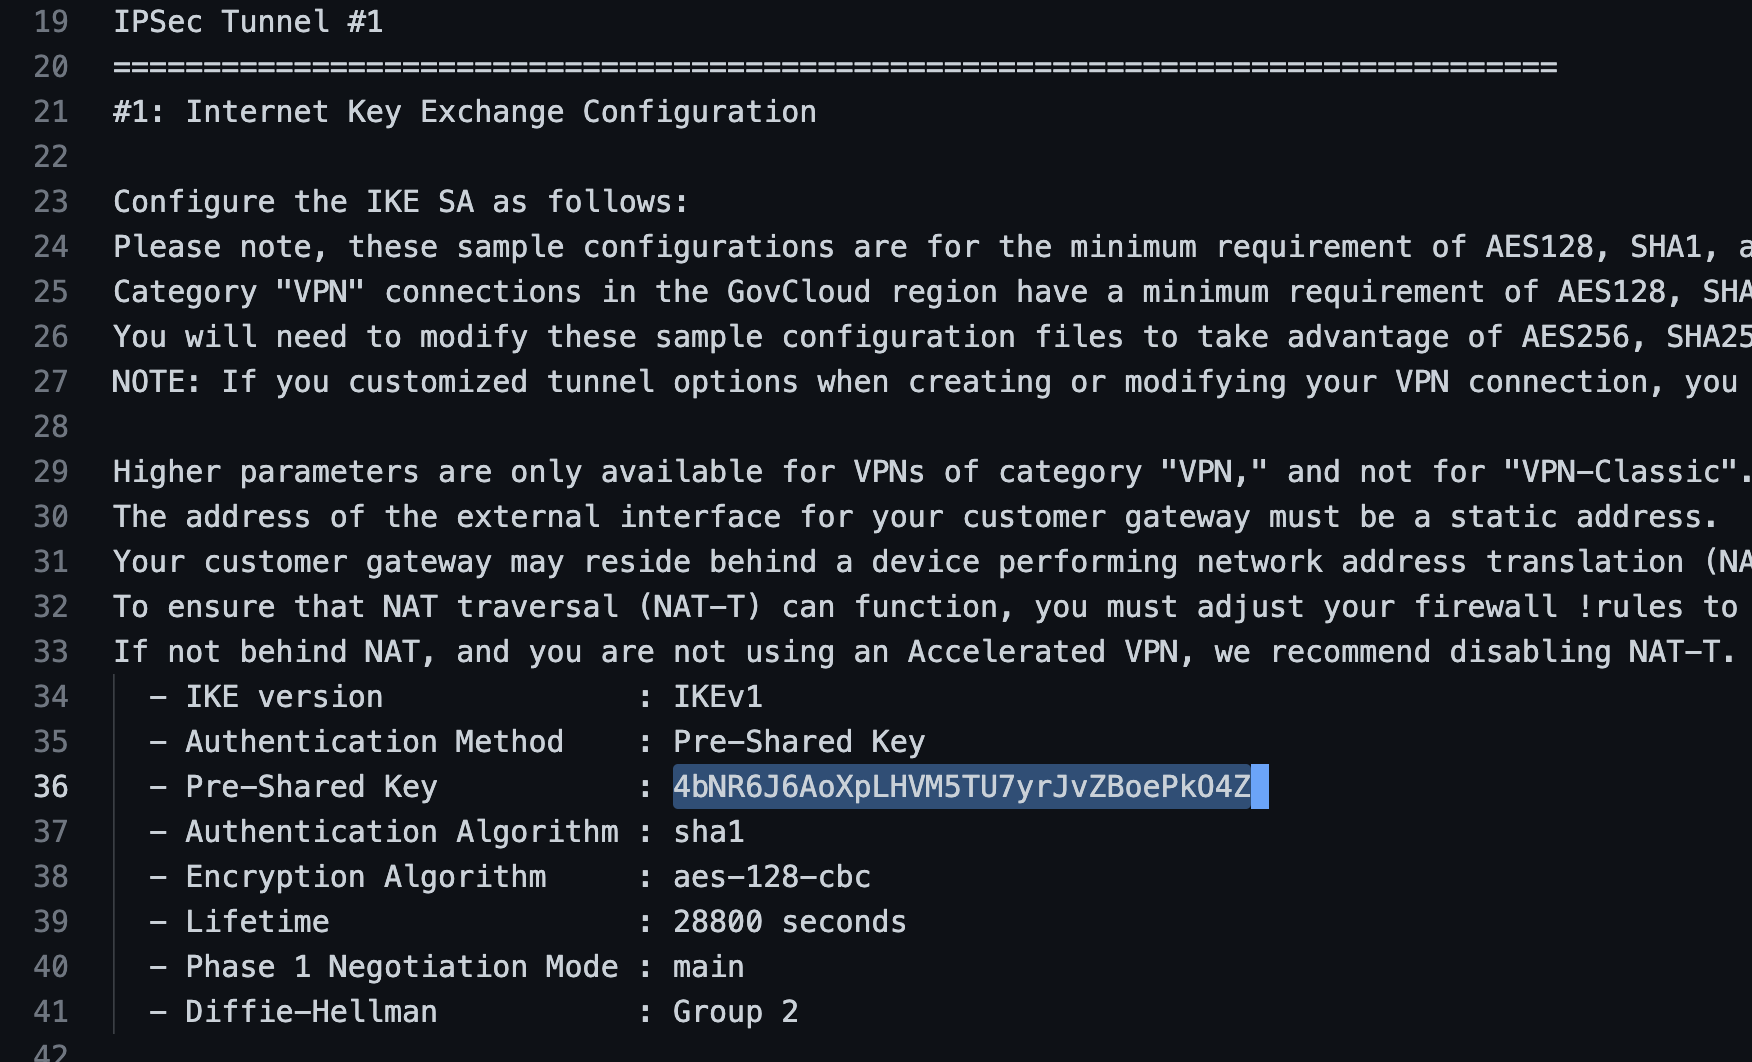 19 IPSec Tunnel #1
20 ================================================================================
21 #1: Internet Key Exchange Configuration
22
23 Configure the IKE SA as follows:
24 Please note, these sample configurations are for the minimum requirement of AES128, SHA1, a
25 Category "VPN" connections in the GovCloud region have a minimum requirement of AES128, SHA
26 You will need to modify these sample configuration files to take advantage of AES256, SHA25
27 NOTE: If you customized tunnel options when creating or modifying your VPN connection, you
28
29 Higher parameters are only available for VPNs of category "VPN," and not for "VPN-Classic".
30 The address of the external interface for your customer gateway must be a static address.
31 Your customer gateway may reside behind a device performing network address translation (NA
32 To ensure that NAT traversal (NAT-T) can function, you must adjust your firewall !rules to
33 If not behind NAT, and you are not using an Accelerated VPN, we recommend disabling NAT-T.
34 - IKE version : IKEv1
35 - Authentication Method : Pre-Shared Key
36 - Pre-Shared Key : 4bNR6J6AoXpLHVM5TU7yrJvZBoePkO4Z
37 - Authentication Algorithm : sha1
38 - Encryption Algorithm : aes-128-cbc
39 - Lifetime : 28800 seconds
40 - Phase 1 Negotiation Mode : main
41 - Diffie-Hellman : Group 2
42